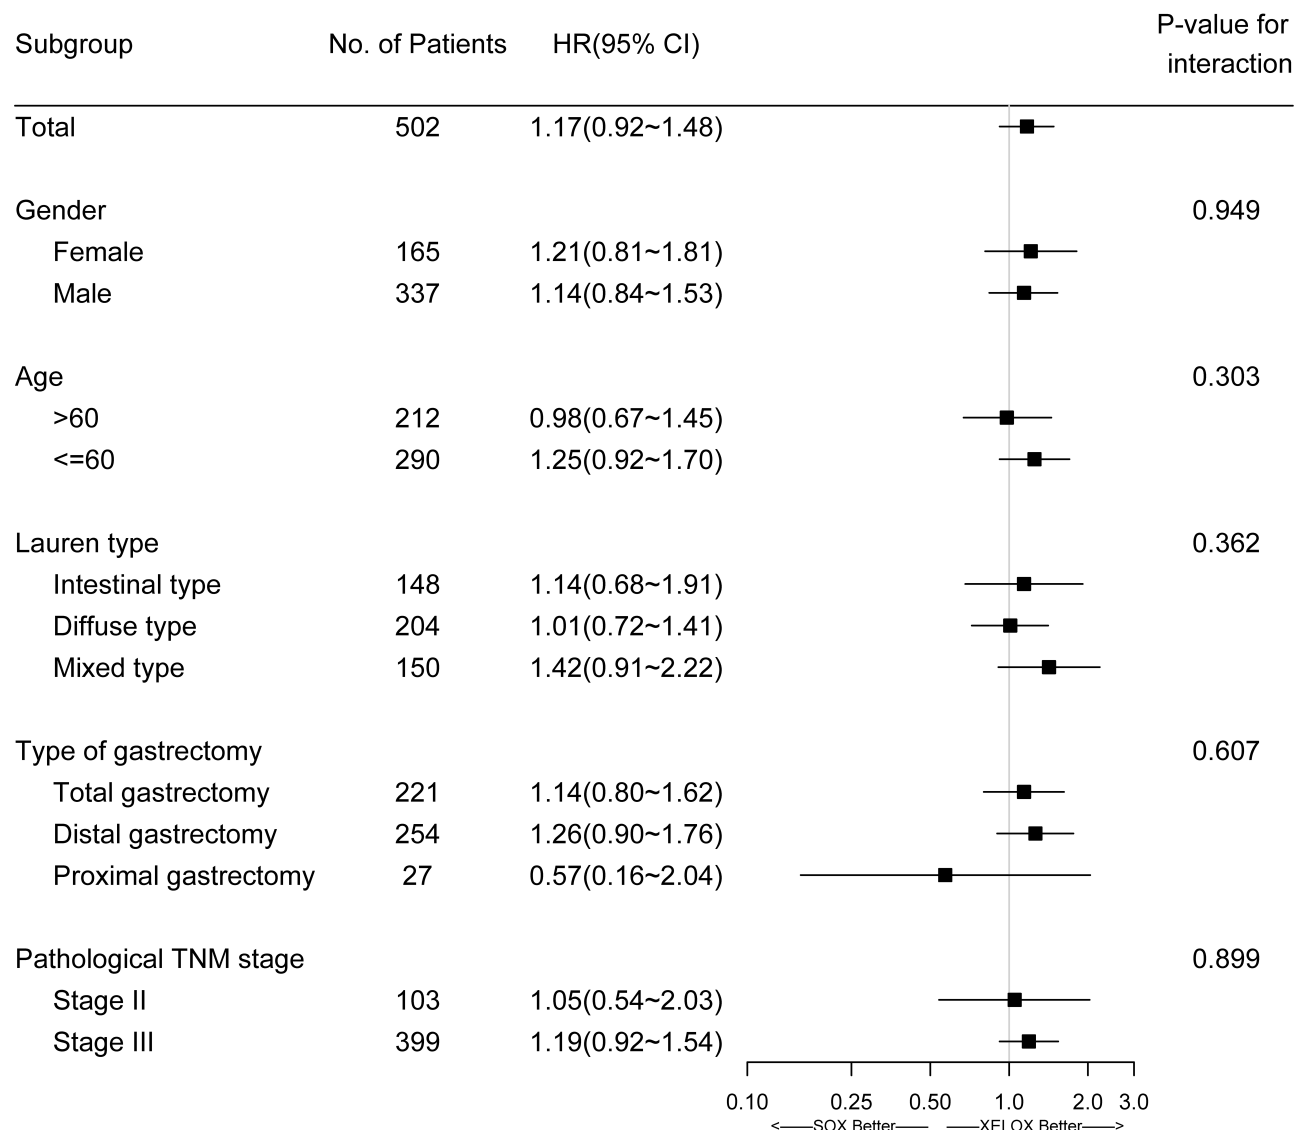 Subgroup No. of Patients HR(95% CI) P-value for
interaction
Total 502 1.17(0.92~1.48)
Gender 0.949
Female 165 1.21(0.81~1.81)
Male 337 1.14(0.84~1.53)
Age 0.303
>60 212 0.98(0.67~1.45)
<=60 290 1.25(0.92~1.70)
Lauren type 0.362
Intestinal type 148 1.14(0.68~1.91)
Diffuse type 204 1.01(0.72~1.41)
Mixed type 150 1.42(0.91~2.22)
Type of gastrectomy 0.607
Total gastrectomy 221 1.14(0.80~1.62)
Distal gastrectomy 254 1.26(0.90~1.76)
Proximal gastrectomy 27 0.57(0.16~2.04)
Pathological TNM stage 0.899
Stage II 103 1.05(0.54~2.03)
Stage III 399 1.19(0.92~1.54)
0.10 0.25 0.50 1.0 2.0 3.0
SOX Better XELOX Better